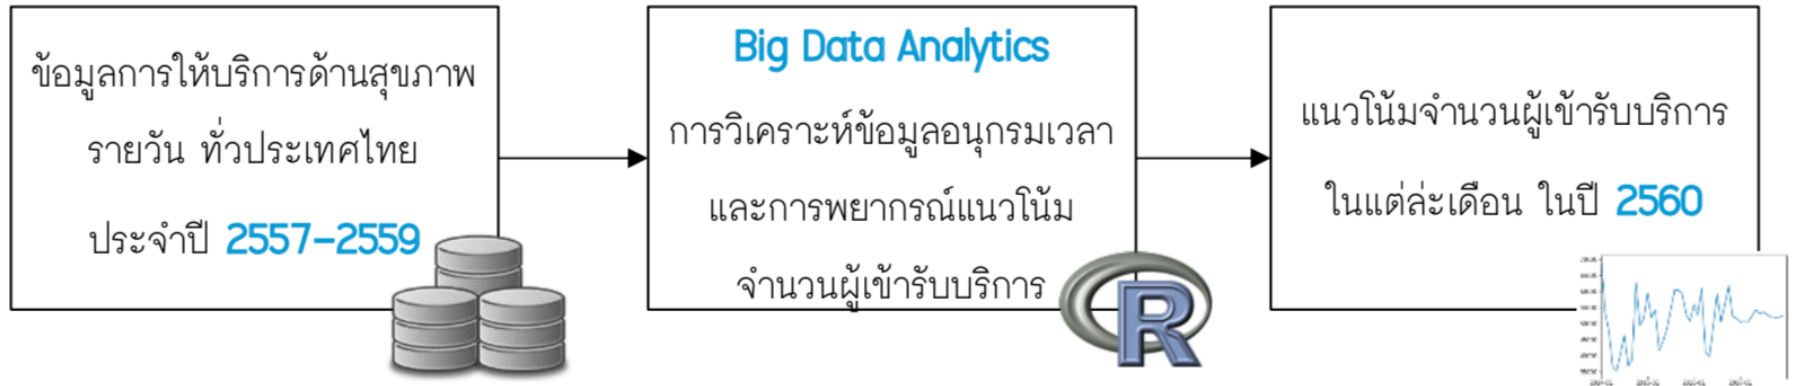 ข้อมูลการให้บริการด้านสุขภาพ
รายวัน ทั่วประเทศไทย
ประจำปี 2557-2559
Big Data Analytics
การวิเคราะห์ข้อมูลอนุกรมเวลา
และการพยากรณ์แนวโน้ม
จำนวนผู้เข้ารับบริการ
R
แนวโน้มจำนวนผู้เข้ารับบริการ
ในแต่ล่ะเดือน ในปี 2560